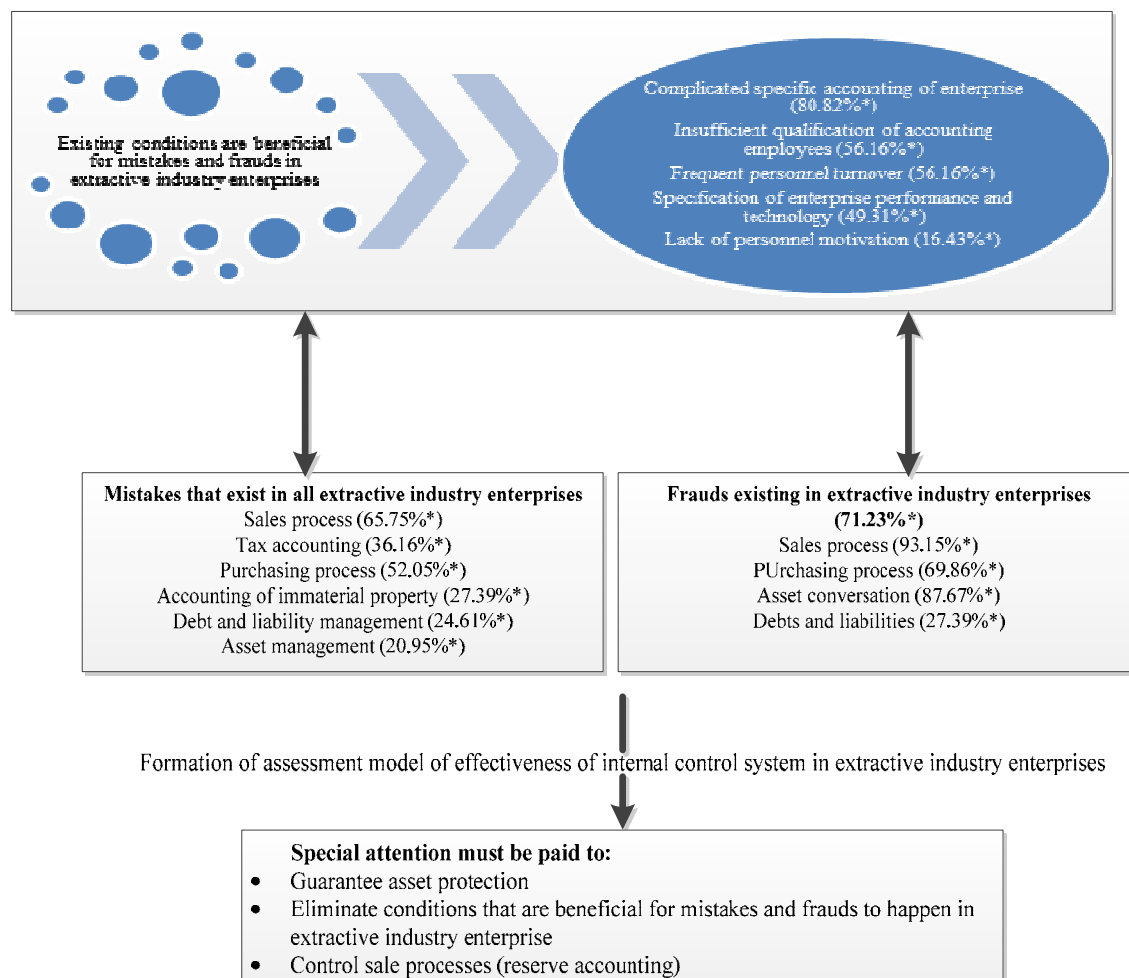 Existing conditions are beneficial
for mistakes and frauds in
extractive industry enterprises
Complicated specific accounting of enterprise
(80.82%*)
Insufficient qualification of accounting
employees (56.16%*)
Frequent personnel turnover (56.16%*)
Specification of enterprise performance and
technology (49.31%*)
Lack of personnel motivation (16.43%*)
Mistakes that exist in all extractive industry enterprises
Sales process (65.75%*)
Tax accounting (36.16%*)
Purchasing process (52.05%*)
Accounting of immaterial property (27.39%*)
Debt and liability management (24.61%*)
Asset management (20.95%*)
Frauds existing in extractive industry enterprises
(71.23%*)
Sales process (93.15%*)
PUrchasing process (69.86%*)
Asset conversation (87.67%*)
Debts and liabilities (27.39%*)
Formation of assessment model of effectiveness of internal control system in extractive industry enterprises
Special attention must be paid to:
• Guarantee asset protection
• Eliminate conditions that are beneficial for mistakes and frauds to happen in
extractive industry enterprise
• Control sale processes (reserve accounting)